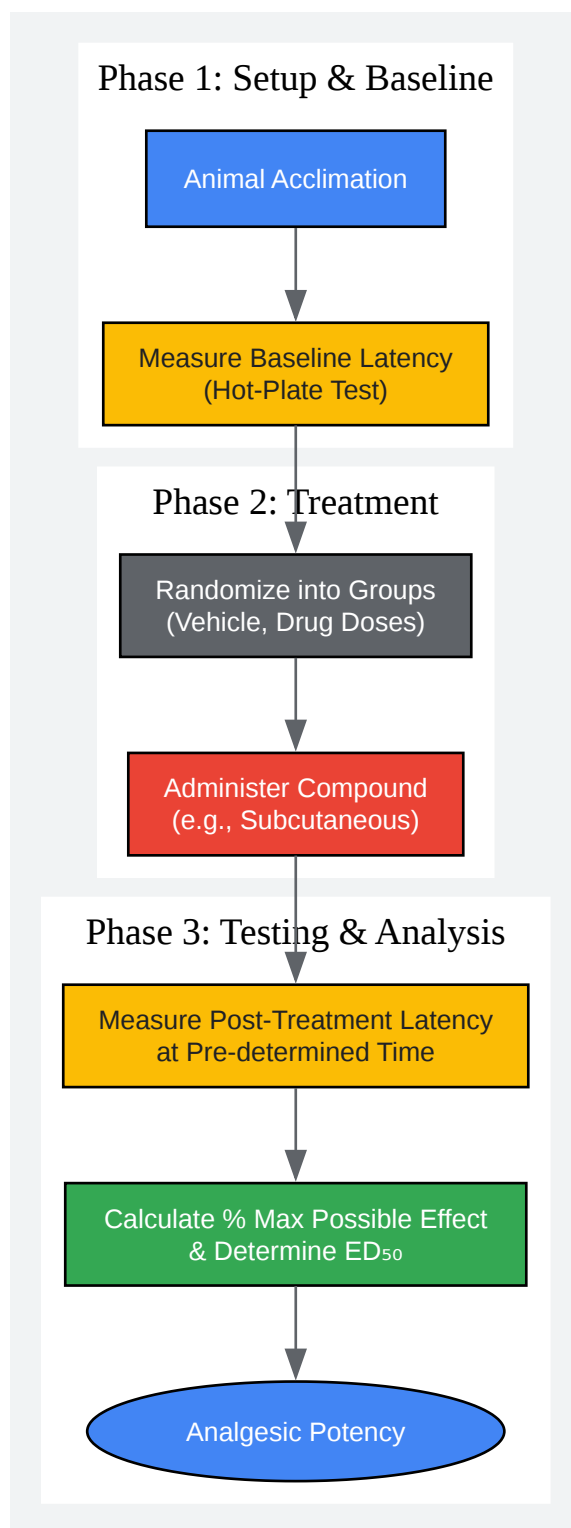 Phase 1: Setup & Baseline
Animal Acclimation
Measure Baseline Latency
(Hot-Plate Test)
Phase 2: Treatment
Randomize into Groups
(Vehicle, Drug Doses)
Administer Compound
(e.g., Subcutaneous)
Phase 3: Testing & Analysis
Measure Post-Treatment Latency
at Pre-determined Time
Calculate % Max Possible Effect
& Determine ED₅₀
Analgesic Potency